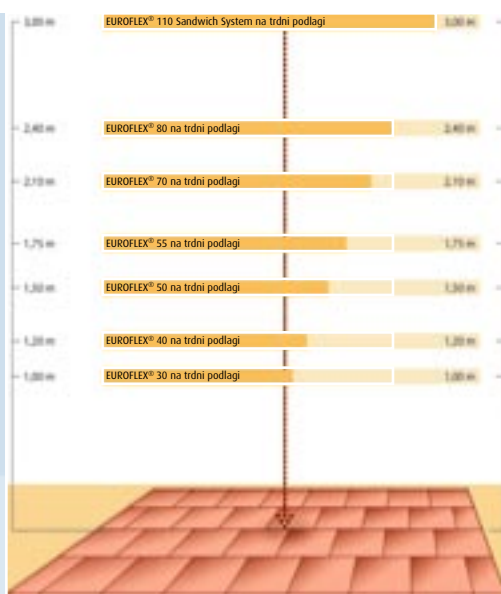 3,00 m EUROFLEX® 110 Sandwich System na trdni podlagi 3,00 m
2,40 m EUROFLEX® 80 na trdni podlagi 2,40 m
2,10 m EUROFLEX® 70 na trdni podlagi 2,10 m
1,75 m EUROFLEX® 55 na trdni podlagi 1,75 m
1,50 m EUROFLEX® 50 na trdni podlagi 1,50 m
1,20 m EUROFLEX® 40 na trdni podlagi 1,20 m
1,00 m EUROFLEX® 30 na trdni podlagi 1,00 m